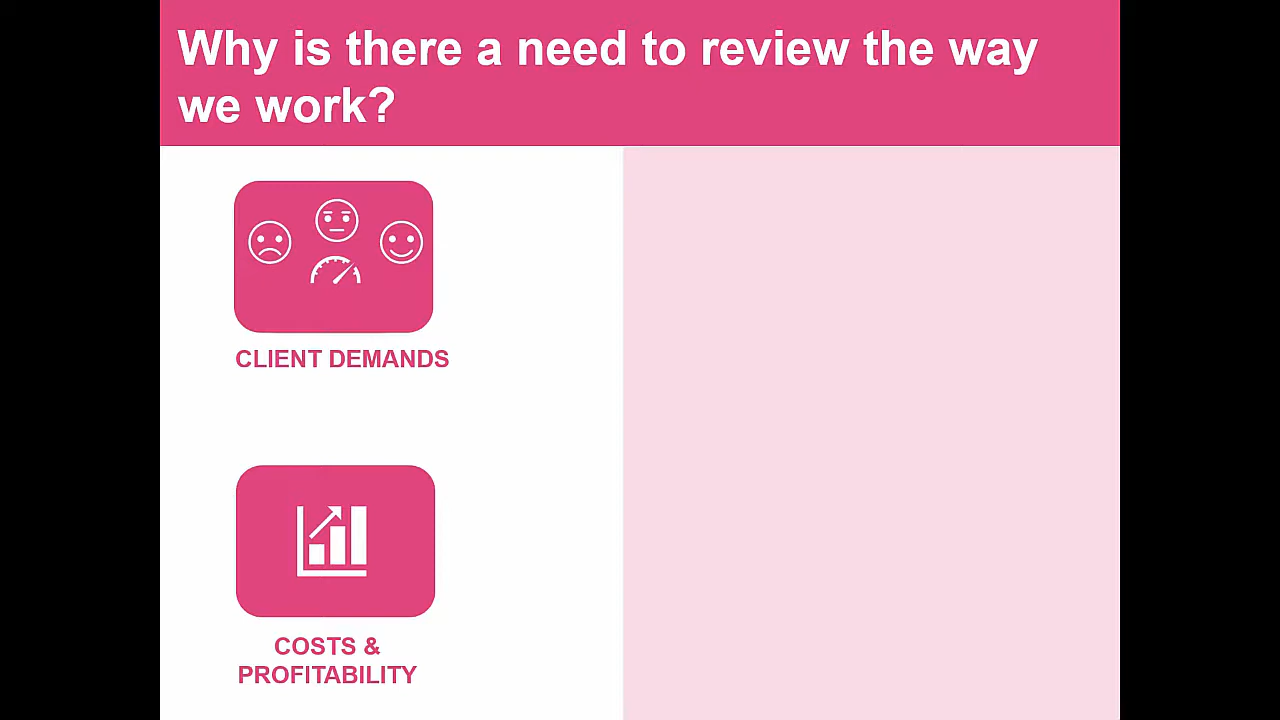 Why is there a need to review the way
we work?
CLIENT DEMANDS
COSTS &
PROFITABILITY